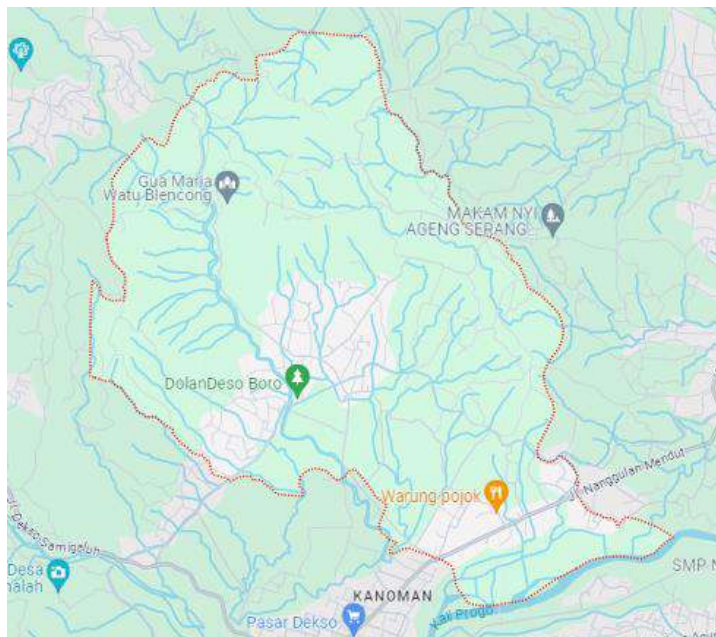 Gua Maria
Watu Blencong
MAKAM NYI
AGENG SERANG...
DolanDeso Boro
Warung pojok
Jl. Nanggulan Mendut
Jl. Dekso Samigaluh
Desa
nalah
KANOMAN
Pasar Dekso
Kali Progo
SMP N